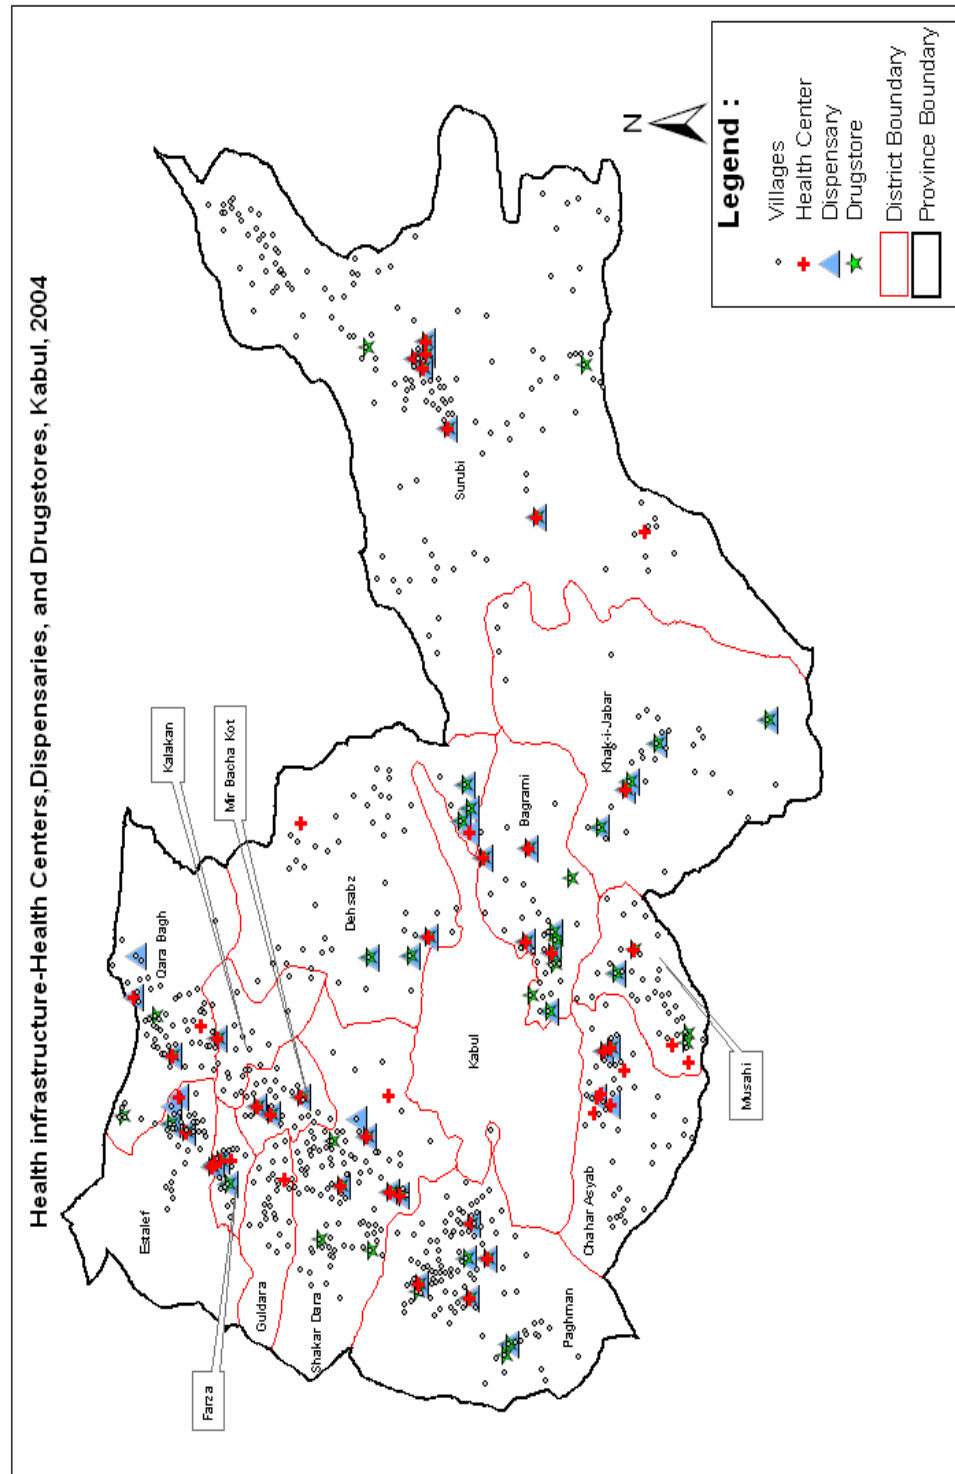 Health infrastructure-Health Centers,Dispensaries, and Drugstores, Kabul, 2004
Kalakan
Mir Bacha Kot
Qara Bagh
Estalef
Farza
Guldara
Shakar Dara
Dehsabz
Kabul
Paghman
Bagrami
Surubi
Khak-i-Jabar
Chahar Asyab
Musahi
N
Legend :
Villages
Health Center
Dispensary
Drugstore
District Boundary
Province Boundary